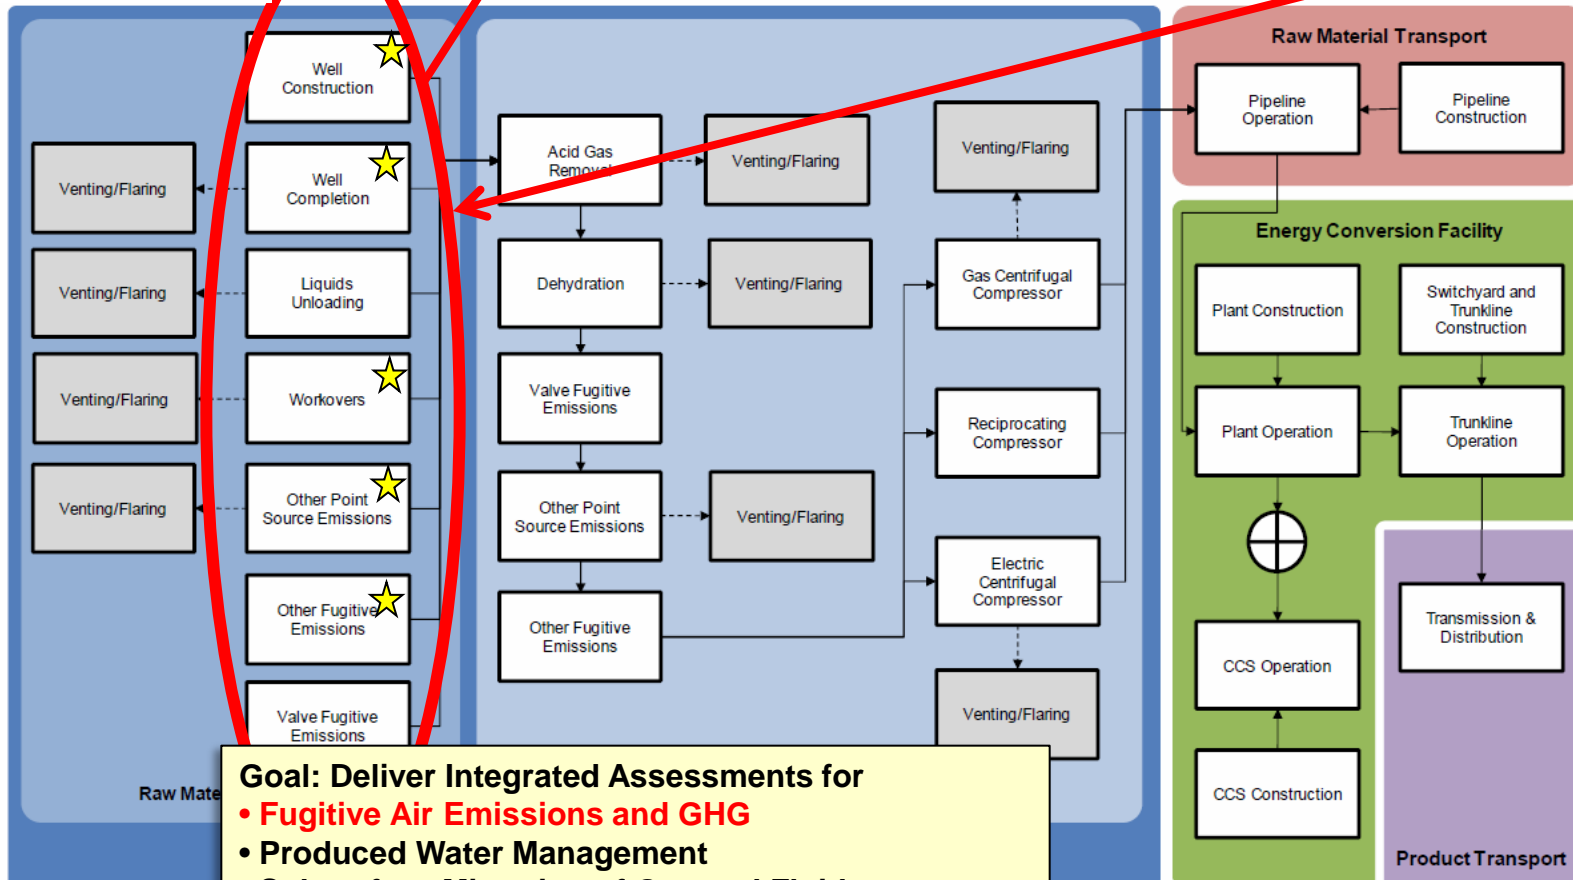 Well
Construction
Venting/Flaring
Well
Completion
Venting/Flaring
Liquids
Unloading
Venting/Flaring
Workovers
Venting/Flaring
Other Point
Source Emissions
Other Fugitive
Emissions
Valve Fugitive
Emissions
Raw
Acid Gas
Removal
Venting/Flaring
Dehydration
Venting/Flaring
Valve Fugitive
Emissions
Other Point
Source Emissions
Venting/Flaring
Other Fugitive
Emissions
Venting/Flaring
Gas Centrifugal
Compressor
Reciprocating
Compressor
Electric
Centrifugal
Compressor
Venting/Flaring
Raw Material Transport
Pipeline
Operation
Pipeline
Construction
Energy Conversion Facility
Plant Construction
Switchyard and
Trunkline
Construction
Plant Operation
Trunkline
Operation
CCS Operation
CCS Construction
Transmission &
Distribution
Product Transport
Goal: Deliver Integrated Assessments for
• Fugitive Air Emissions and GHG
• Produced Water Management